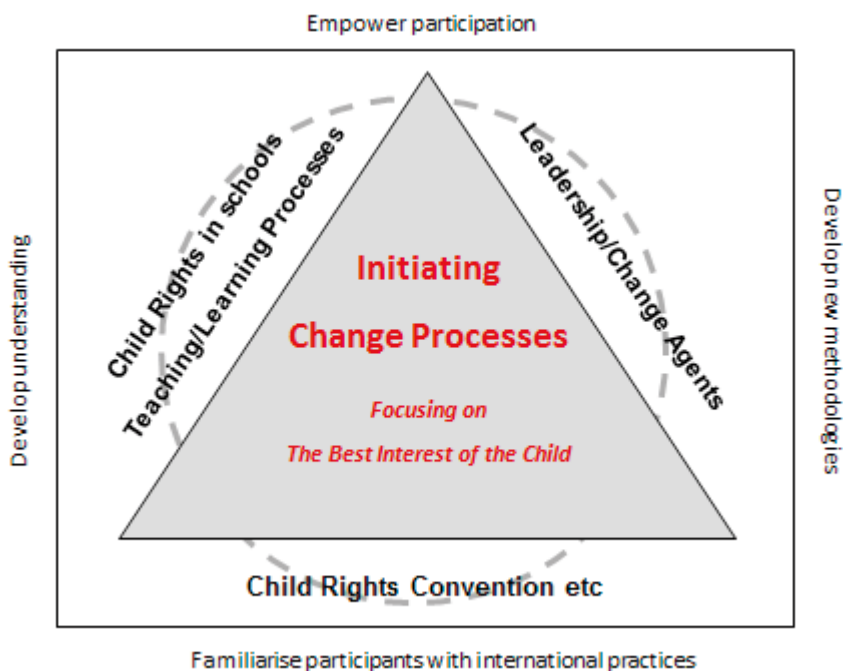 Empower participation
Child Rights in schools
Teaching/Learning Processes
Leadership/Change Agents
Develop understanding
Develop new methodologies
Initiating
Change Processes
Focusing on
The Best Interest of the Child
Child Rights Convention etc
Familiarise participants with international practices